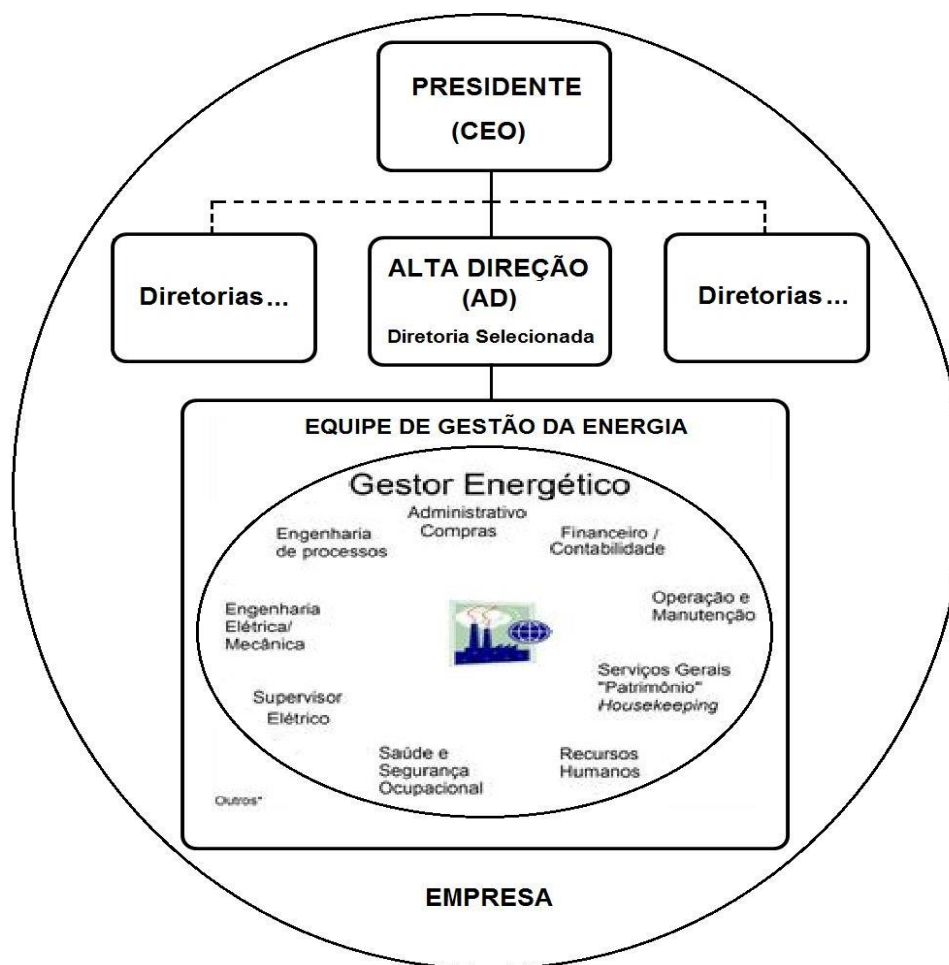 PRESIDENTE
(CEO)
Diretorias...
ALTA DIREÇÃO
(AD)
Diretoria Selecionada
Diretorias...
EQUIPE DE GESTÃO DA ENERGIA
Gestor Energético
Administrativo
Compras
Engenharia
de processos
Financeiro /
Contabilidade
Engenharia
Elétrica/
Mecânica
Operação e
Manutenção
Serviços Gerais
"Patrimônio"
Housekeeping
Supervisor
Elétrico
Saúde e
Segurança
Ocupacional
Recursos
Humanos
Outros"
EMPRESA